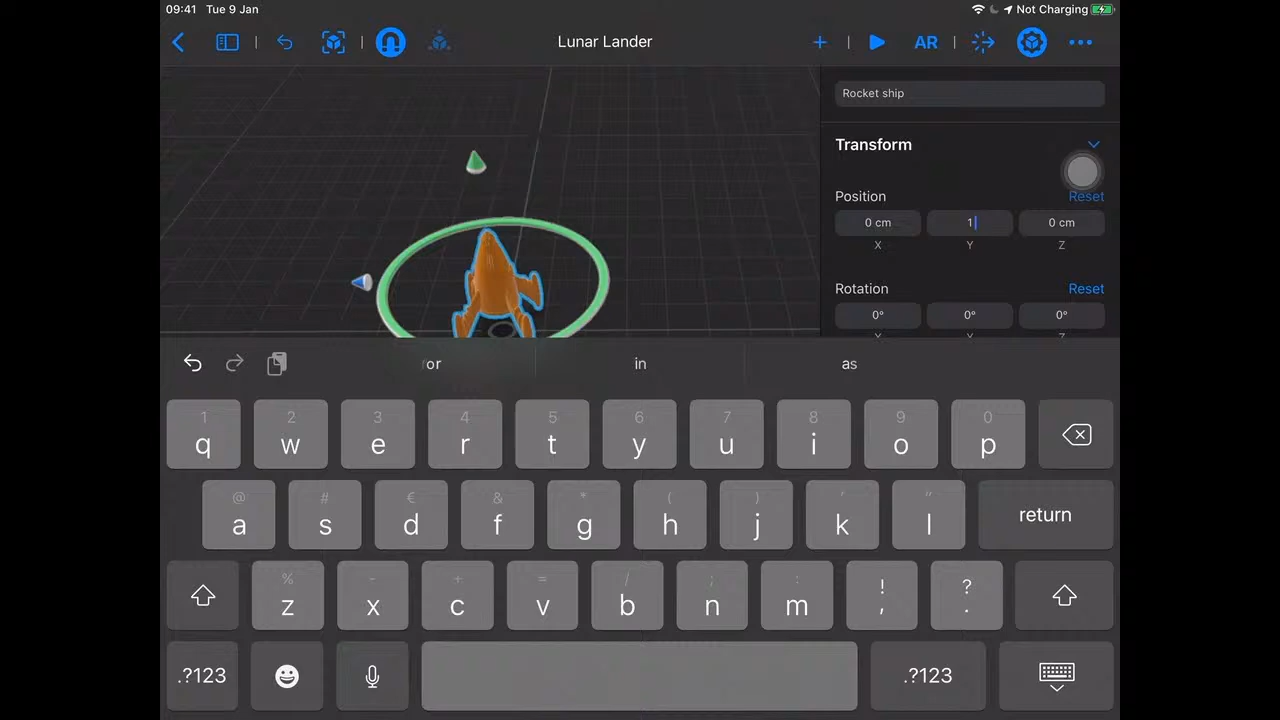 09:41 Tue 9 Jan Not Charging
Lunar Lander AR
Rocket ship
Transform
Position Reset
0 cm 1 0 cm
X Y Z
Rotation Reset
0° 0° 0°
or in as
1 2 3 4 5 6 7 8 9 0
q w e r t y u i o p
@ # € & * ( ) ' "
a s d f g h j k l return
% - + = / ; : ! ?
z x c v b n m , .
.?123 .?123